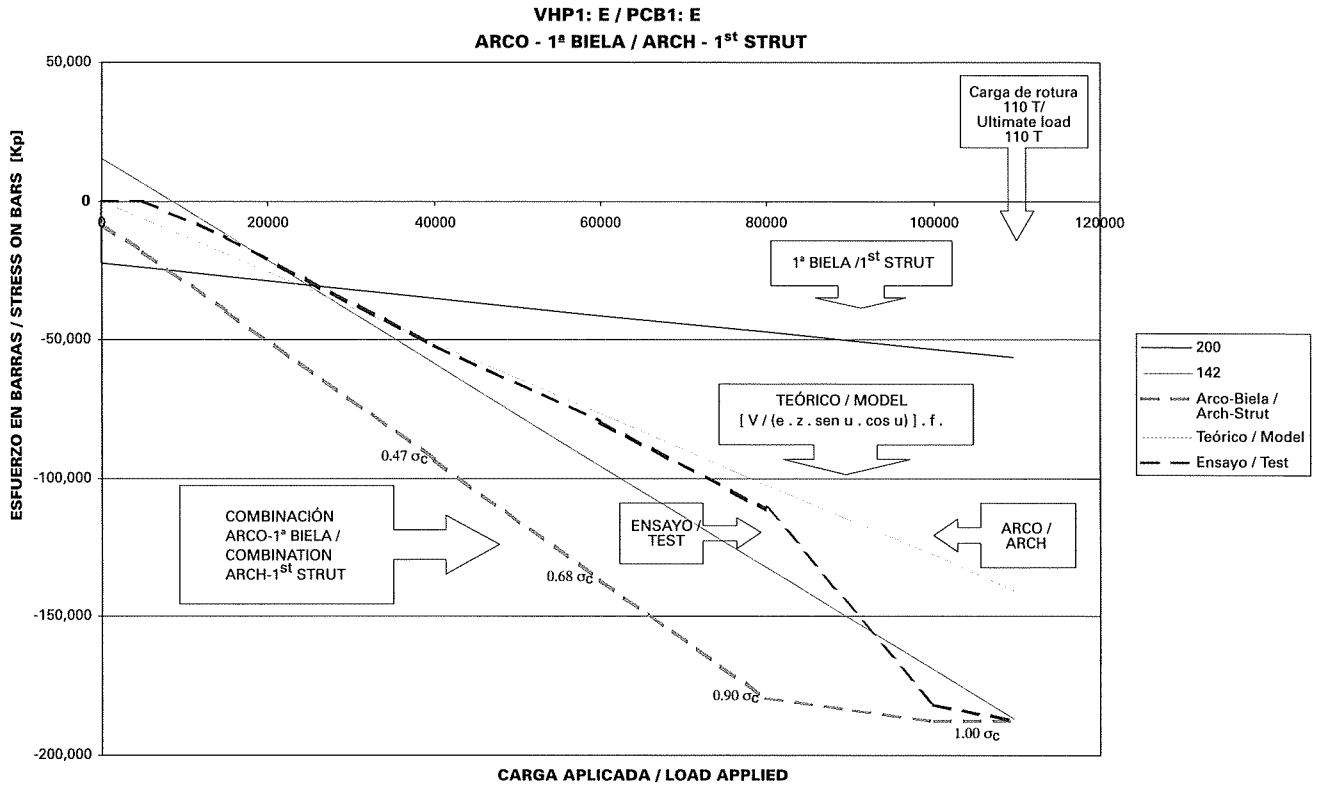 VHP1: E / PCB1: E
ARCO - 1ª BIELA / ARCH - 1st STRUT
ESFUERZO EN BARRAS / STRESS ON BARS [Kp]
50,000
0
-50,000
-100,000
-150,000
-200,000
0
20000
40000
60000
80000
100000
120000
Carga de rotura
110 T/
Ultimate load
110 T
1ª BIELA /1st STRUT
TEÓRICO / MODEL
[ V / (e . z . sen u . cos u) ] . f .
0.47 σc
COMBINACIÓN
ARCO-1ª BIELA /
COMBINATION
ARCH-1st STRUT
ENSAYO /
TEST
ARCO /
ARCH
0.68 σc
0.90 σc
1.00 σc
CARGA APLICADA / LOAD APPLIED
200
142
Arco-Biela /
Arch-Strut
Teórico / Model
Ensayo / Test